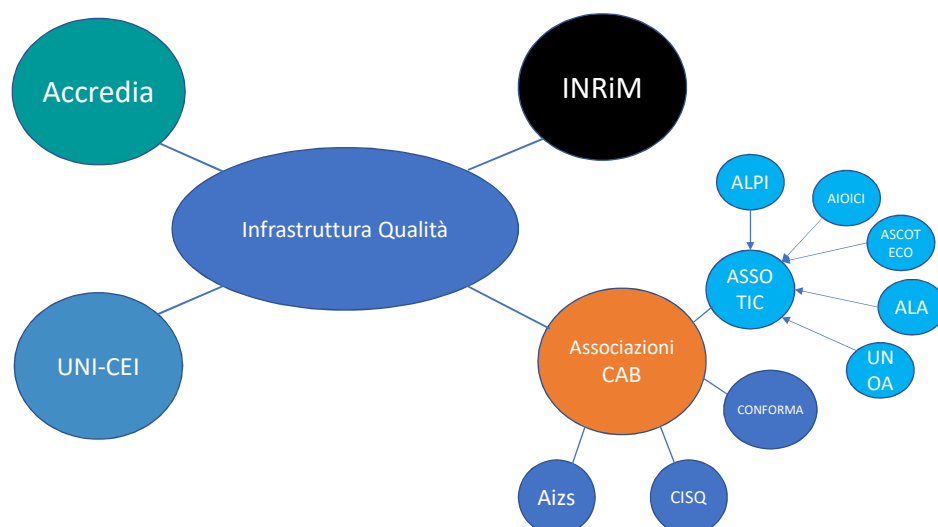 Accredia
INRiM
ALPI
AIOICI
Infrastruttura Qualità
ASCOT
ECO
ASSO
TIC
ALA
UNI-CEI
Associazioni
CAB
UN
OA
CONFORMA
Aizs
CISQ